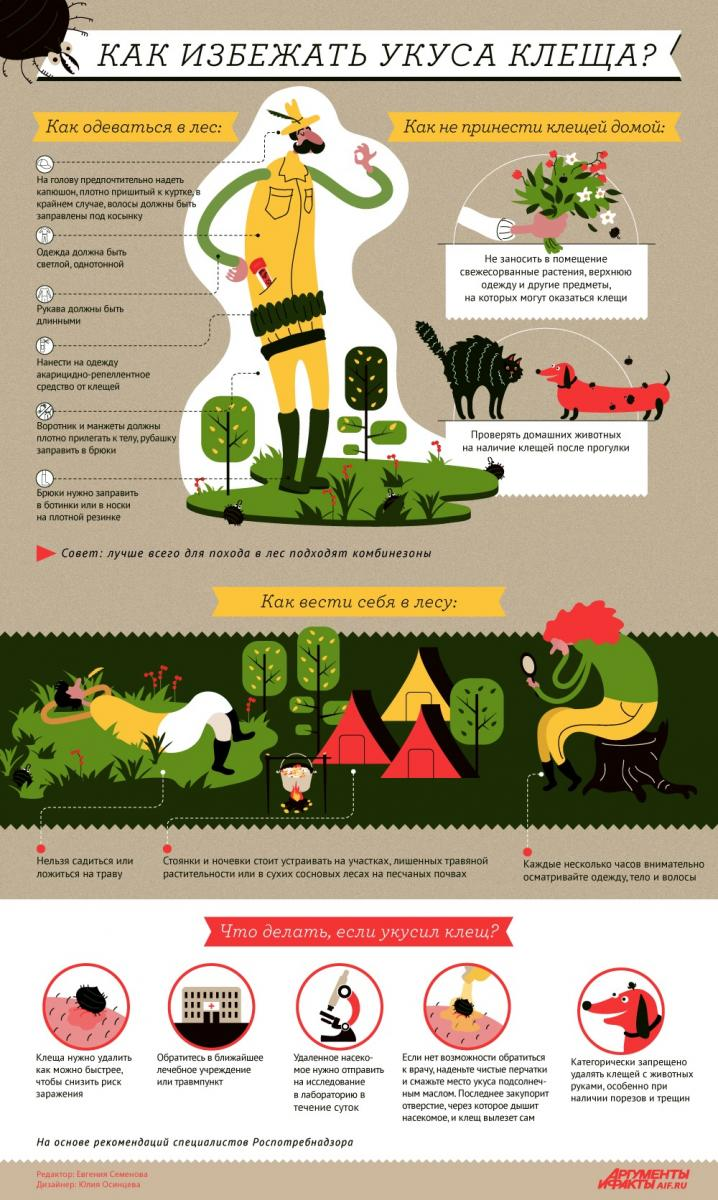 КАК ИЗБЕЖАТЬ УКУСА КЛЕЩА?
Как одеваться в лес:
На голову предпочтительно надеть
капюшон, плотно пришитый к куртке, в
крайнем случае, волосы должны быть
заправлены под косынку
Одежда должна быть
светлой, однотонной
Рукава должны быть
длинными
Нанести на одежду
акарицидно-репеллентное
средство от клещей
Воротник и манжеты должны
плотно прилегать к телу, рубашку
заправить в брюки
Брюки нужно заправить
в ботинки или в носки
на плотной резинке
Совет: лучше всего для похода в лес подходят комбинезоны
Как не принести клещей домой:
Не заносить в помещение
свежесорванные растения, верхнюю
одежду и другие предметы,
на которых могут оказаться клещи
Проверять домашних животных
на наличие клещей после прогулки
Как вести себя в лесу:
Нельзя садиться или
ложиться на траву
Стоянки и ночевки стоит устраивать на участках, лишенных травяной
растительности или в сухих сосновых лесах на песчаных почвах
Каждые несколько часов внимательно
осматривайте одежду, тело и волосы
Что делать, если укусил клещ?
Клеща нужно удалить
как можно быстрее,
чтобы снизить риск
заражения
Обратитесь в ближайшее
лечебное учреждение
или травмпункт
Удаленное насеко-
мое нужно отправить
на исследование
в лабораторию в
течение суток
Если нет возможности обратиться
к врачу, наденьте чистые перчатки
и смажьте место укуса подсолнеч-
ным маслом. Последнее закупорит
отверстие, через которое дышит
насекомое, и клещ вылезет сам
Категорически запрещено
удалять клещей с животных
руками, особенно при
наличии порезов и трещин
На основе рекомендаций специалистов Роспотребнадзора
Редактор: Евгения Семенова
Дизайнер: Юлия Осинцева
АРГУМЕНТЫ
И ФАКТЫ AIF.RU